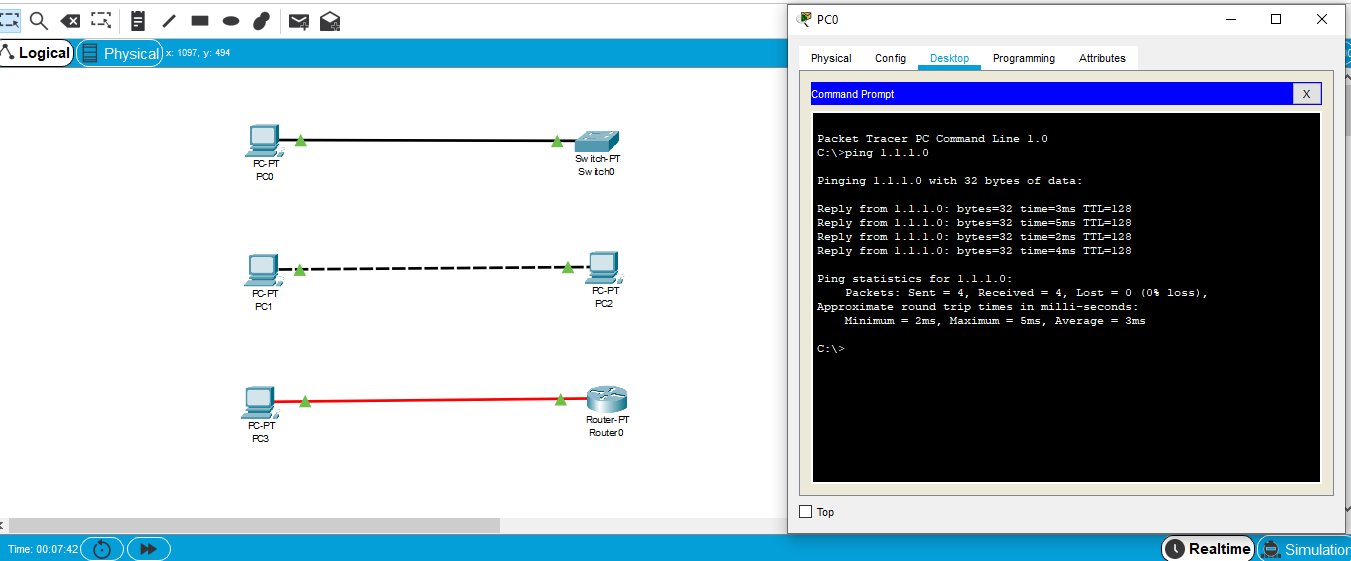 Logical
Physical
x: 1097, y: 494
PC-PT
PC0
Switch-PT
Switch0
PC-PT
PC1
PC-PT
PC2
PC-PT
PC3
Router-PT
Router0
Time: 00:07:42
PC0
Physical
Config
Desktop
Programming
Attributes
Command Prompt
X
Packet Tracer PC Command Line 1.0
C:\>ping 1.1.1.0
Pinging 1.1.1.0 with 32 bytes of data:
Reply from 1.1.1.0: bytes=32 time=3ms TTL=128
Reply from 1.1.1.0: bytes=32 time=5ms TTL=128
Reply from 1.1.1.0: bytes=32 time=2ms TTL=128
Reply from 1.1.1.0: bytes=32 time=4ms TTL=128
Ping statistics for 1.1.1.0:
Packets: Sent = 4, Received = 4, Lost = 0 (0% loss),
Approximate round trip times in milli-seconds:
Minimum = 2ms, Maximum = 5ms, Average = 3ms
C:\>
Top
Realtime
Simulation